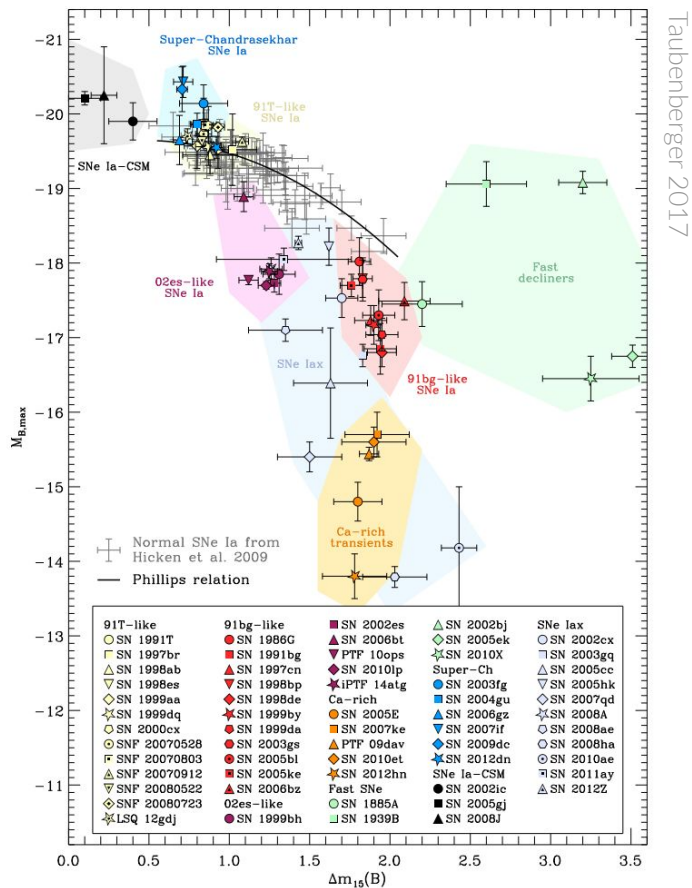 Taubenberger 2017
-21
-20
-19
-18
-17
-16
-15
-14
-13
-12
-11
M_B,max
Super-Chandrasekhar
SNe Ia
91T-like
SNe Ia
SNe Ia-CSM
02es-like
SNe Ia
Fast
decliners
SNe Iax
91bg-like
SNe Ia
Ca-rich
transients
Normal SNe Ia from
Hicken et al. 2009
Phillips relation
91T-like
SN 1991T
SN 1997br
SN 1998ab
SN 1998es
SN 1999aa
SN 1999dq
SN 2000cx
SNF 20070528
SNF 20070803
SNF 20070912
SNF 20080522
SNF 20080723
LSQ 12gdj
91bg-like
SN 1986G
SN 1991bg
SN 1997cn
SN 1998bp
SN 1998de
SN 1999by
SN 1999da
SN 2003gs
SN 2005bl
SN 2005ke
SN 2006bz
02es-like
SN 1999bh
SN 2002es
SN 2006bt
PTF 10ops
SN 2010lp
iPTF 14atg
Ca-rich
SN 2005E
SN 2007ke
PTF 09dav
SN 2010et
SN 2012hn
Fast SNe
SN 1885A
SN 1939B
SN 2002bj
SN 2005ek
SN 2010X
Super-Ch
SN 2003fg
SN 2004gu
SN 2006gz
SN 2007if
SN 2009dc
SN 2012dn
SNe Ia-CSM
SN 2002ic
SN 2005gj
SN 2008J
SNe Iax
SN 2002cx
SN 2003gq
SN 2005cc
SN 2005hk
SN 2007qd
SN 2008A
SN 2008ae
SN 2008ha
SN 2010ae
SN 2011ay
SN 2012Z
0.0 0.5 1.0 1.5 2.0 2.5 3.0 3.5
Δm₁₅(B)